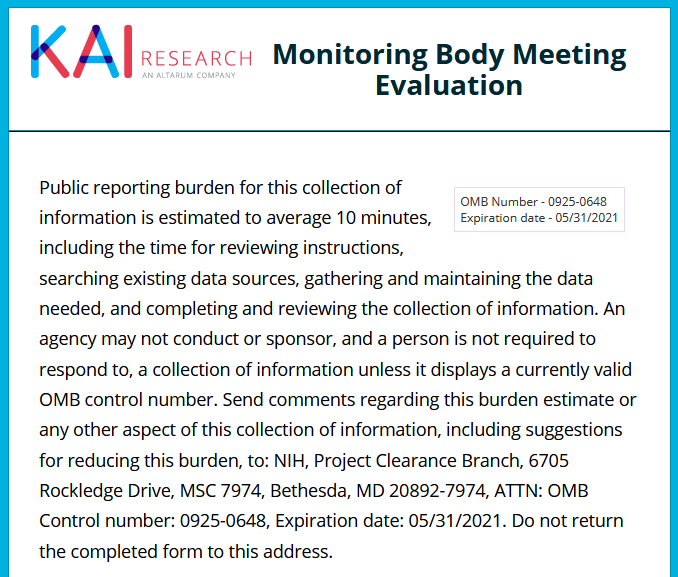 KAI RESEARCH
AN ALTARUM COMPANY
Monitoring Body Meeting
Evaluation
OMB Number - 0925-0648
Expiration date - 05/31/2021
Public reporting burden for this collection of
information is estimated to average 10 minutes,
including the time for reviewing instructions,
searching existing data sources, gathering and maintaining the data
needed, and completing and reviewing the collection of information. An
agency may not conduct or sponsor, and a person is not required to
respond to, a collection of information unless it displays a currently valid
OMB control number. Send comments regarding this burden estimate or
any other aspect of this collection of information, including suggestions
for reducing this burden, to: NIH, Project Clearance Branch, 6705
Rockledge Drive, MSC 7974, Bethesda, MD 20892-7974, ATTN: OMB
Control number: 0925-0648, Expiration date: 05/31/2021. Do not return
the completed form to this address.